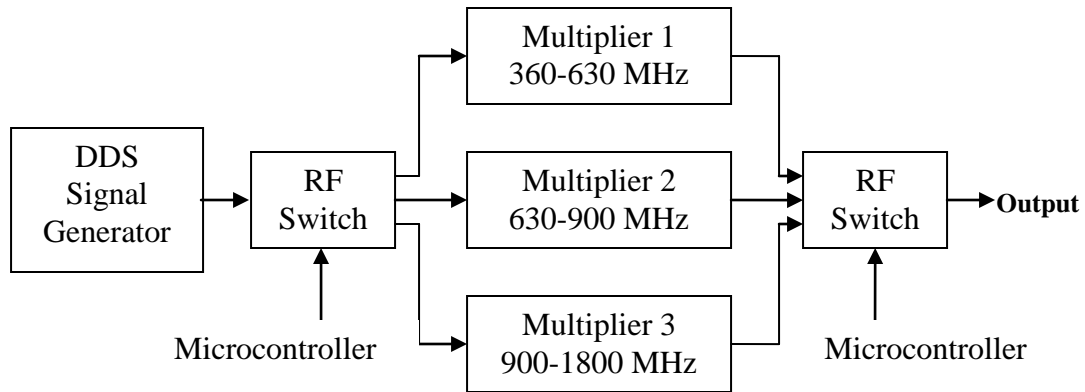 DDS
Signal
Generator
RF
Switch
Microcontroller
Multiplier 1
360-630 MHz
Multiplier 2
630-900 MHz
Multiplier 3
900-1800 MHz
RF
Switch
Microcontroller
Output